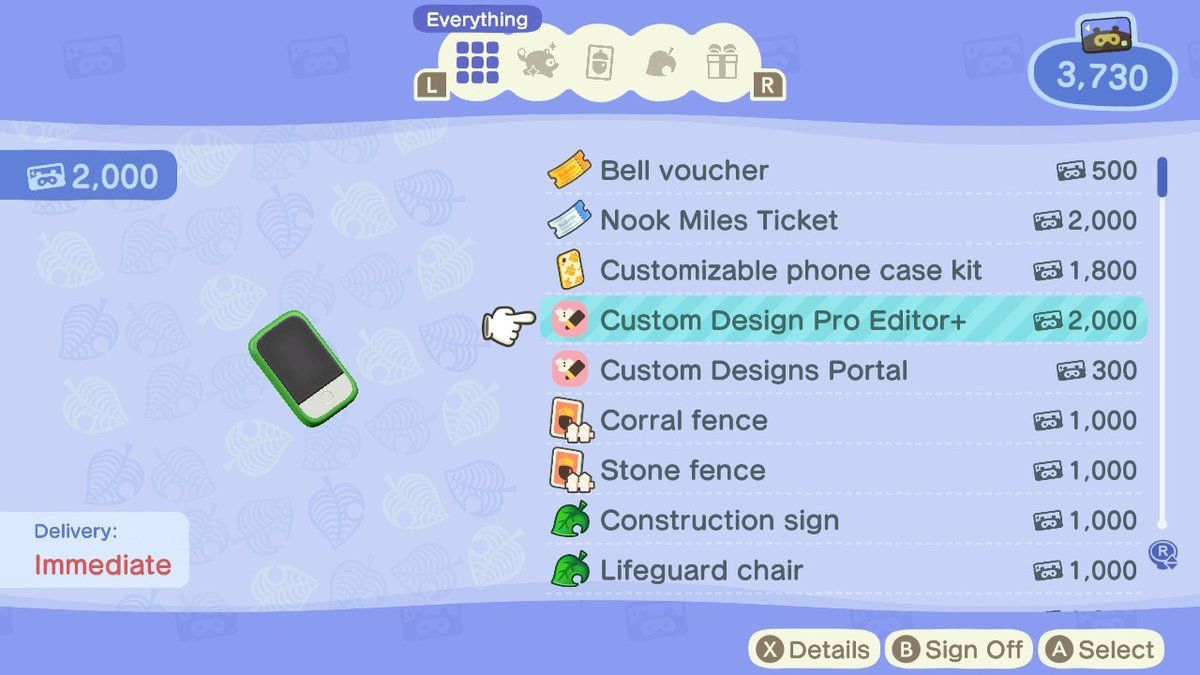 Everything
L
R
3,730
2,000
Bell voucher 500
Nook Miles Ticket 2,000
Customizable phone case kit 1,800
Custom Design Pro Editor+ 2,000
Custom Designs Portal 300
Corral fence 1,000
Stone fence 1,000
Construction sign 1,000
Lifeguard chair 1,000
Delivery:
Immediate
R
X Details B Sign Off A Select